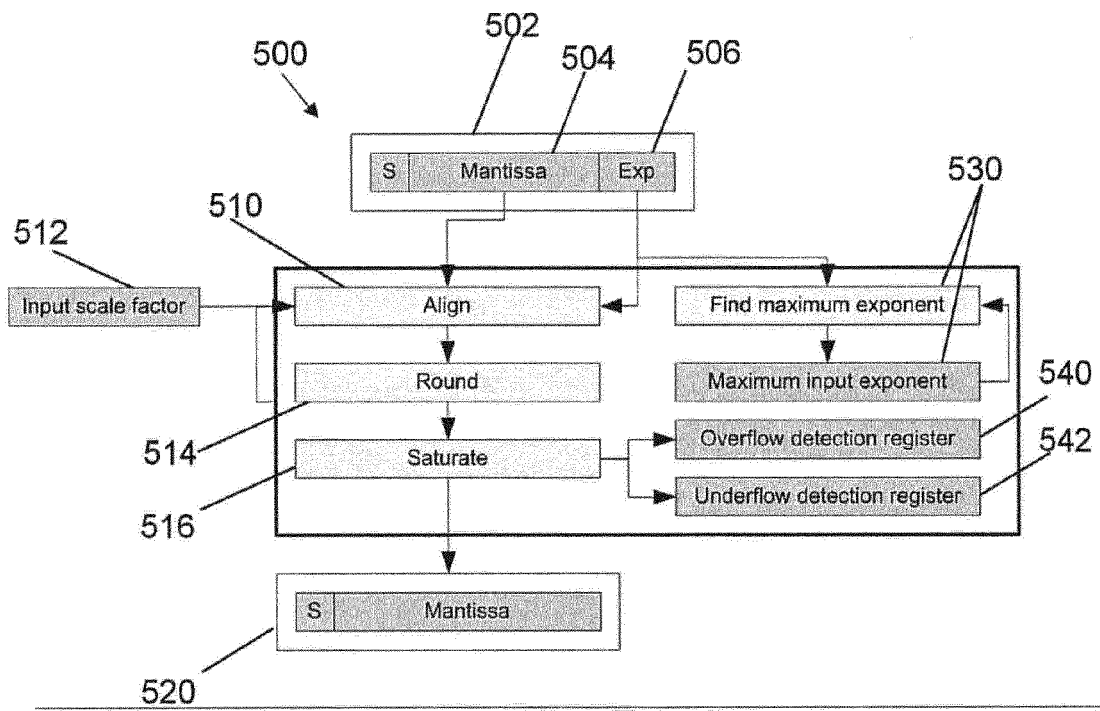 502
500
504
506
S Mantissa Exp
530
510
512
Input scale factor
Align
Find maximum exponent
Round
Maximum input exponent
540
514
Saturate
Overflow detection register
542
516
Underflow detection register
S Mantissa
520